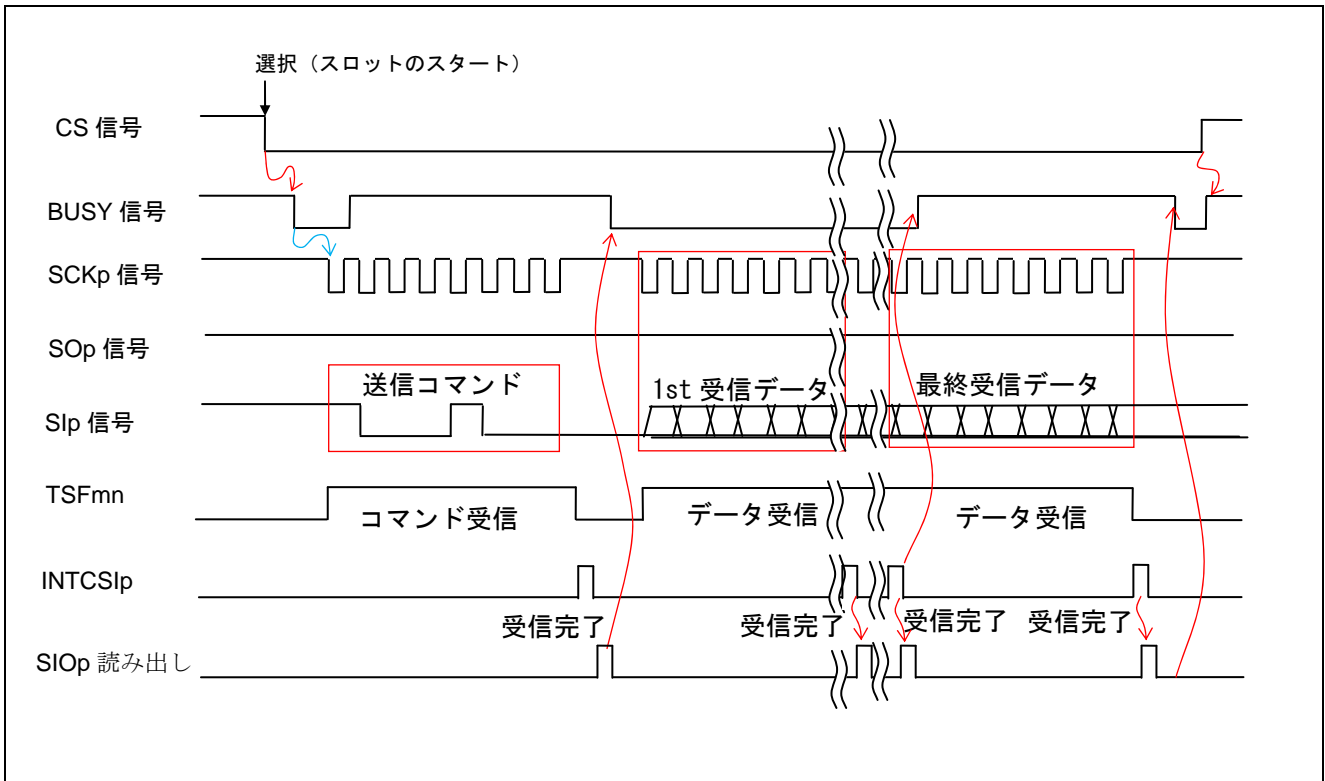 選択（スロットのスタート）
CS 信号
BUSY 信号
SCKp 信号
SOp 信号
送信コマンド
1st 受信データ
最終受信データ
SIp 信号
TSFmn
コマンド受信
データ受信
データ受信
INTCSIp
受信完了
受信完了
受信完了
受信完了
SIOp 読み出し